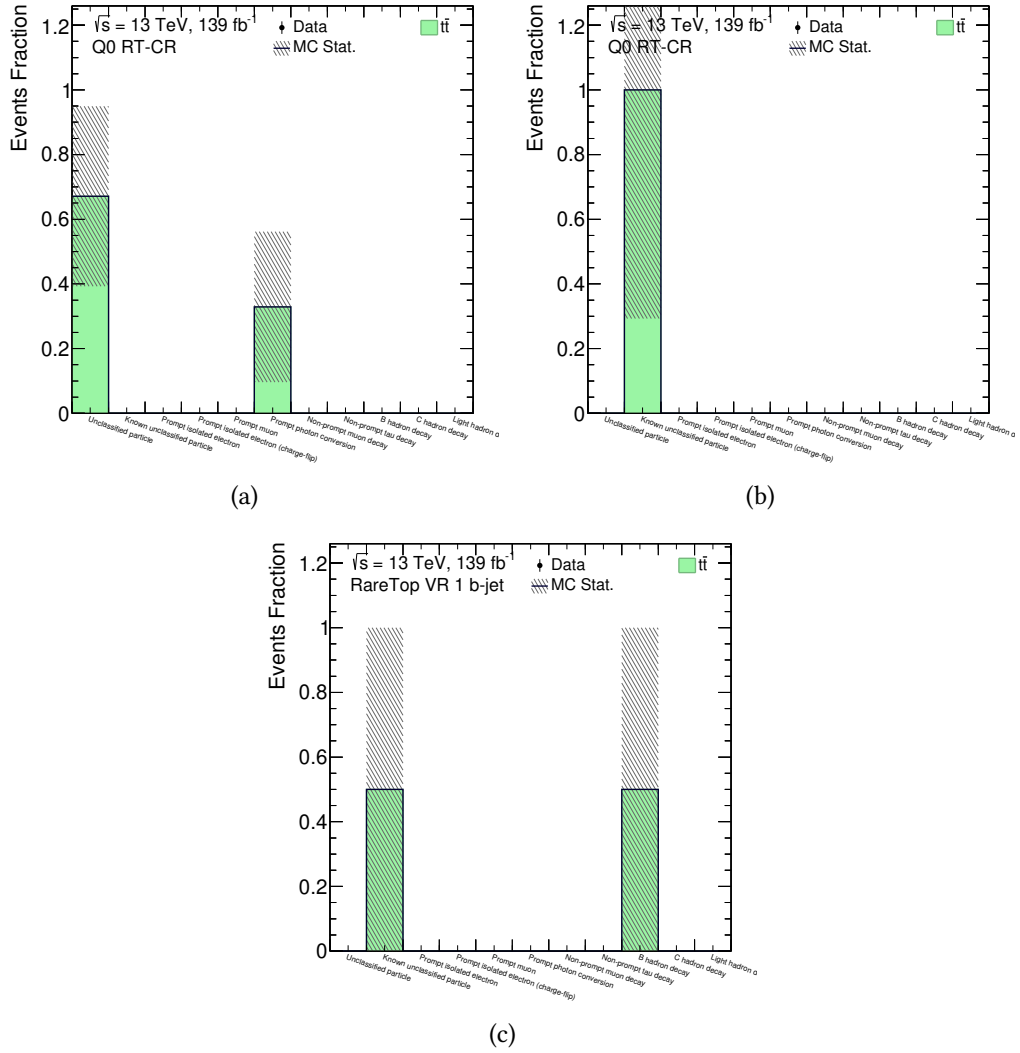 Events Fraction
√s = 13 TeV, 139 fb⁻¹
Q0 RT-CR
Data
MC Stat.
tt̄
1.2
1
0.8
0.6
0.4
0.2
0
Unclassified particle
Known unclassified particle
Prompt isolated electron
Prompt isolated electron (charge-flip)
Prompt muon
Prompt photon conversion
Non-prompt muon decay
Non-prompt tau decay
B hadron decay
C hadron decay
Light hadron d
(a)
Events Fraction
√s = 13 TeV, 139 fb⁻¹
Q0 RT-CR
Data
MC Stat.
tt̄
1.2
1
0.8
0.6
0.4
0.2
0
Unclassified particle
Known unclassified particle
Prompt isolated electron
Prompt isolated electron (charge-flip)
Prompt muon
Prompt photon conversion
Non-prompt muon decay
Non-prompt tau decay
B hadron decay
C hadron decay
Light hadron d
(b)
Events Fraction
√s = 13 TeV, 139 fb⁻¹
RareTop VR 1 b-jet
Data
MC Stat.
tt̄
1.2
1
0.8
0.6
0.4
0.2
0
Unclassified particle
Known unclassified particle
Prompt isolated electron
Prompt isolated electron (charge-flip)
Prompt muon
Prompt photon conversion
Non-prompt muon decay
Non-prompt tau decay
B hadron decay
C hadron decay
Light hadron d
(c)